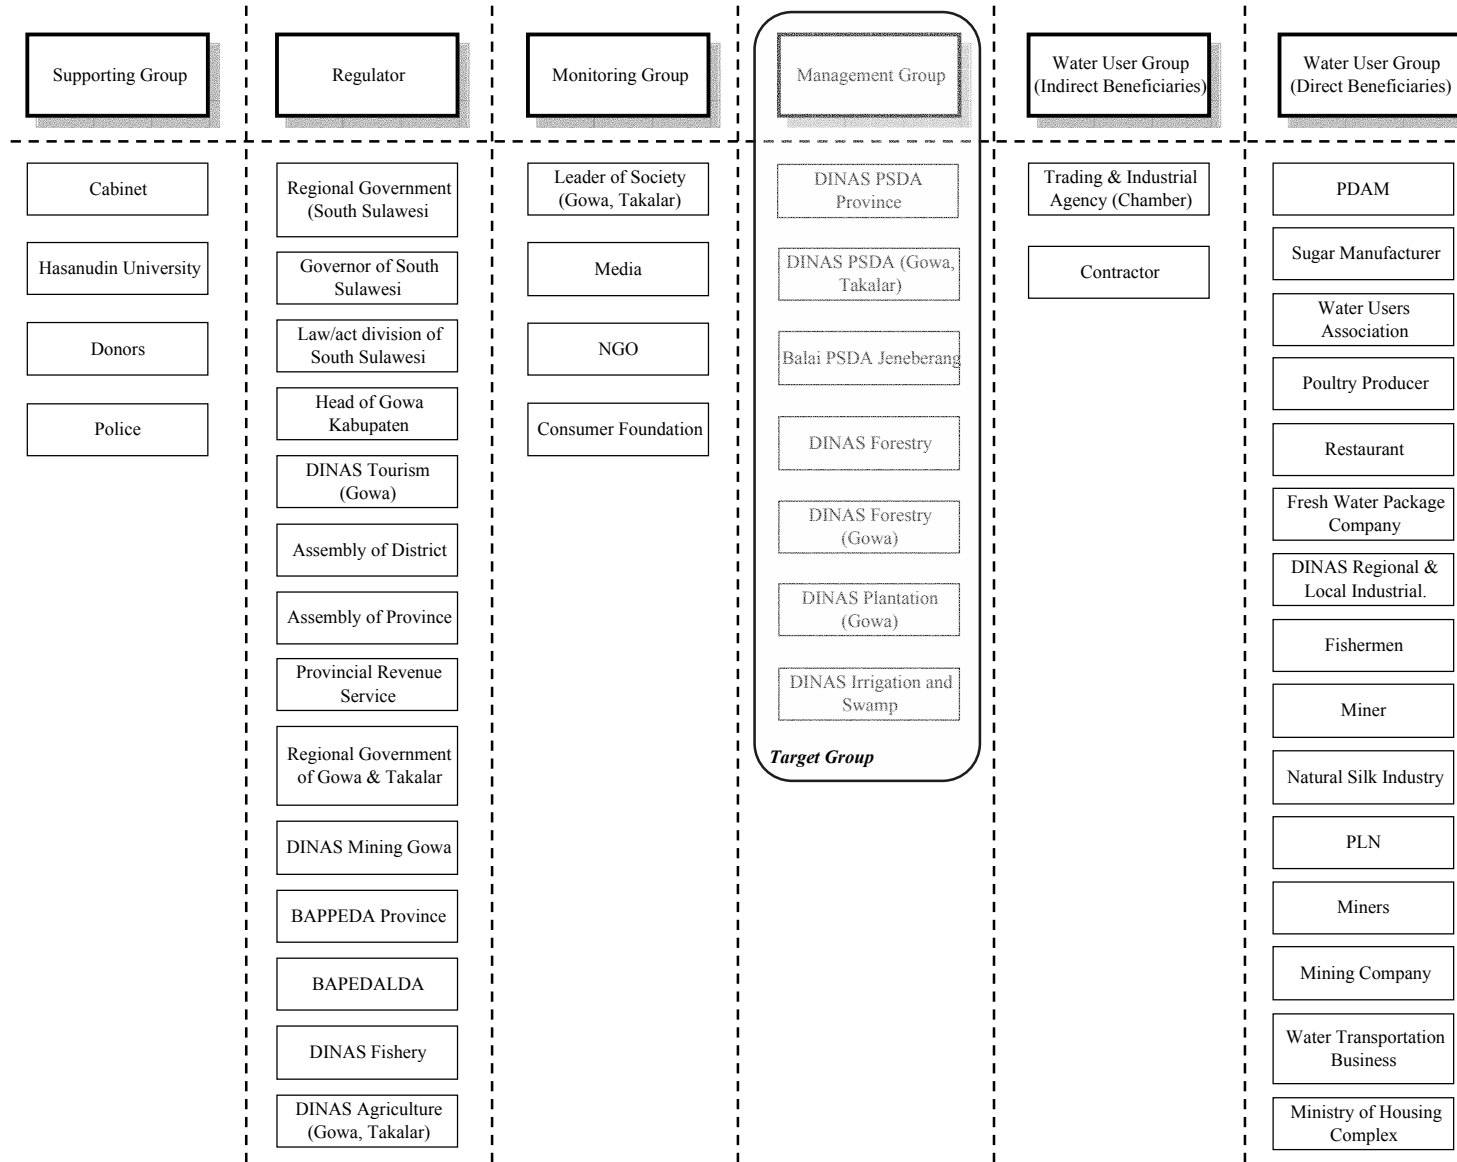 Supporting Group
Regulator
Monitoring Group
Management Group
Water User Group
(Indirect Beneficiaries)
Water User Group
(Direct Beneficiaries)
Cabinet
Hasanudin University
Donors
Police
Regional Government
(South Sulawesi
Governor of South
Sulawesi
Law/act division of
South Sulawesi
Head of Gowa
Kabupaten
DINAS Tourism
(Gowa)
Assembly of District
Assembly of Province
Provincial Revenue
Service
Regional Government
of Gowa & Takalar
DINAS Mining Gowa
BAPPEDA Province
BAPEDALDA
DINAS Fishery
DINAS Agriculture
(Gowa, Takalar)
Leader of Society
(Gowa, Takalar)
Media
NGO
Consumer Foundation
DINAS PSDA
Province
DINAS PSDA (Gowa,
Takalar)
Balai PSDA Jeneberang
DINAS Forestry
DINAS Forestry
(Gowa)
DINAS Plantation
(Gowa)
DINAS Irrigation and
Swamp
Target Group
Trading & Industrial
Agency (Chamber)
Contractor
PDAM
Sugar Manufacturer
Water Users
Association
Poultry Producer
Restaurant
Fresh Water Package
Company
DINAS Regional &
Local Industrial.
Fishermen
Miner
Natural Silk Industry
PLN
Miners
Mining Company
Water Transportation
Business
Ministry of Housing
Complex